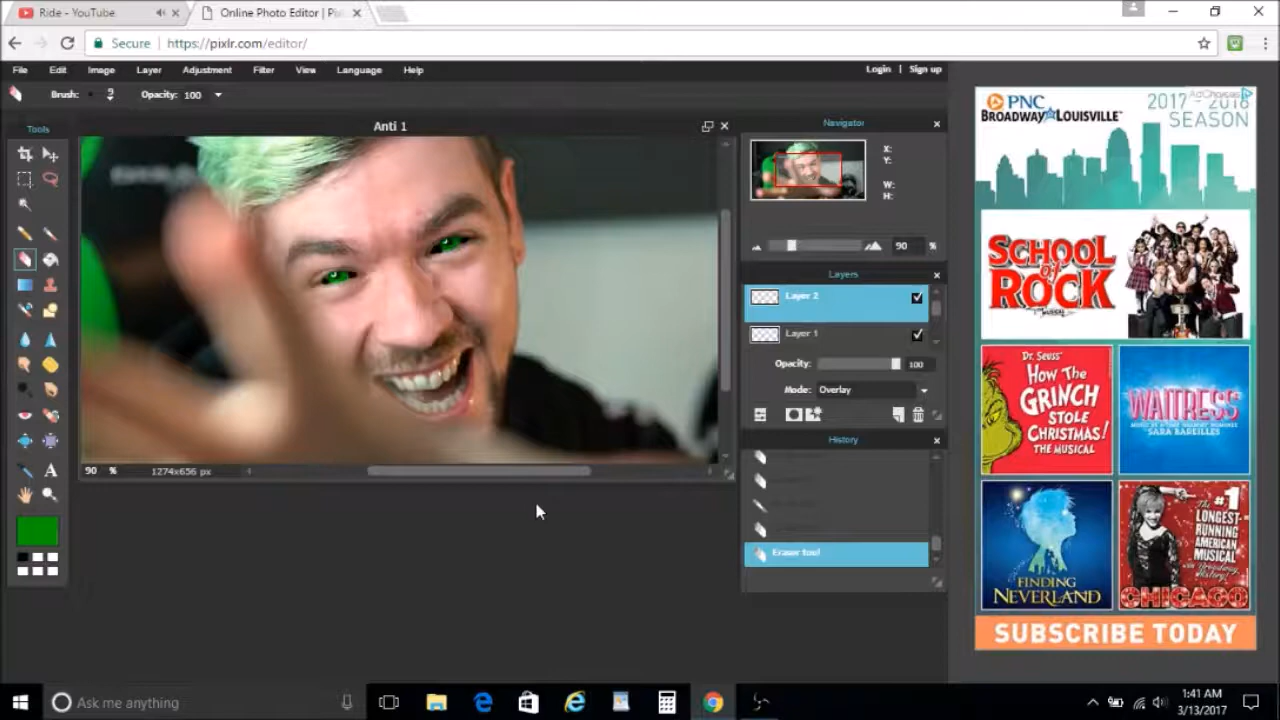 Ride - YouTube
Online Photo Editor | Pixl
Secure https://pixlr.com/editor/
File Edit Image Layer Adjustment Filter View Language Help
Login | Sign up
Brush: Opacity: 100
Tools
Anti 1
Navigator
X:
Y:
W:
H:
90 %
Layers
Layer 2
Layer 1
Opacity: 100
Mode: Overlay
History
Eraser tool
90 % 1274x656 px
AdChoices
PNC
BROADWAY LOUISVILLE
2017 - 2018
SEASON
SCHOOL
of
ROCK
THE MUSICAL
Dr. Seuss'
HOW THE
GRINCH
STOLE
CHRISTMAS!
THE MUSICAL
WAITRESS
SARA BAREILLES
FINDING
NEVERLAND
#1
LONGEST-
RUNNING
AMERICAN
MUSICAL
CHICAGO
SUBSCRIBE TODAY
Ask me anything
1:41 AM
3/13/2017